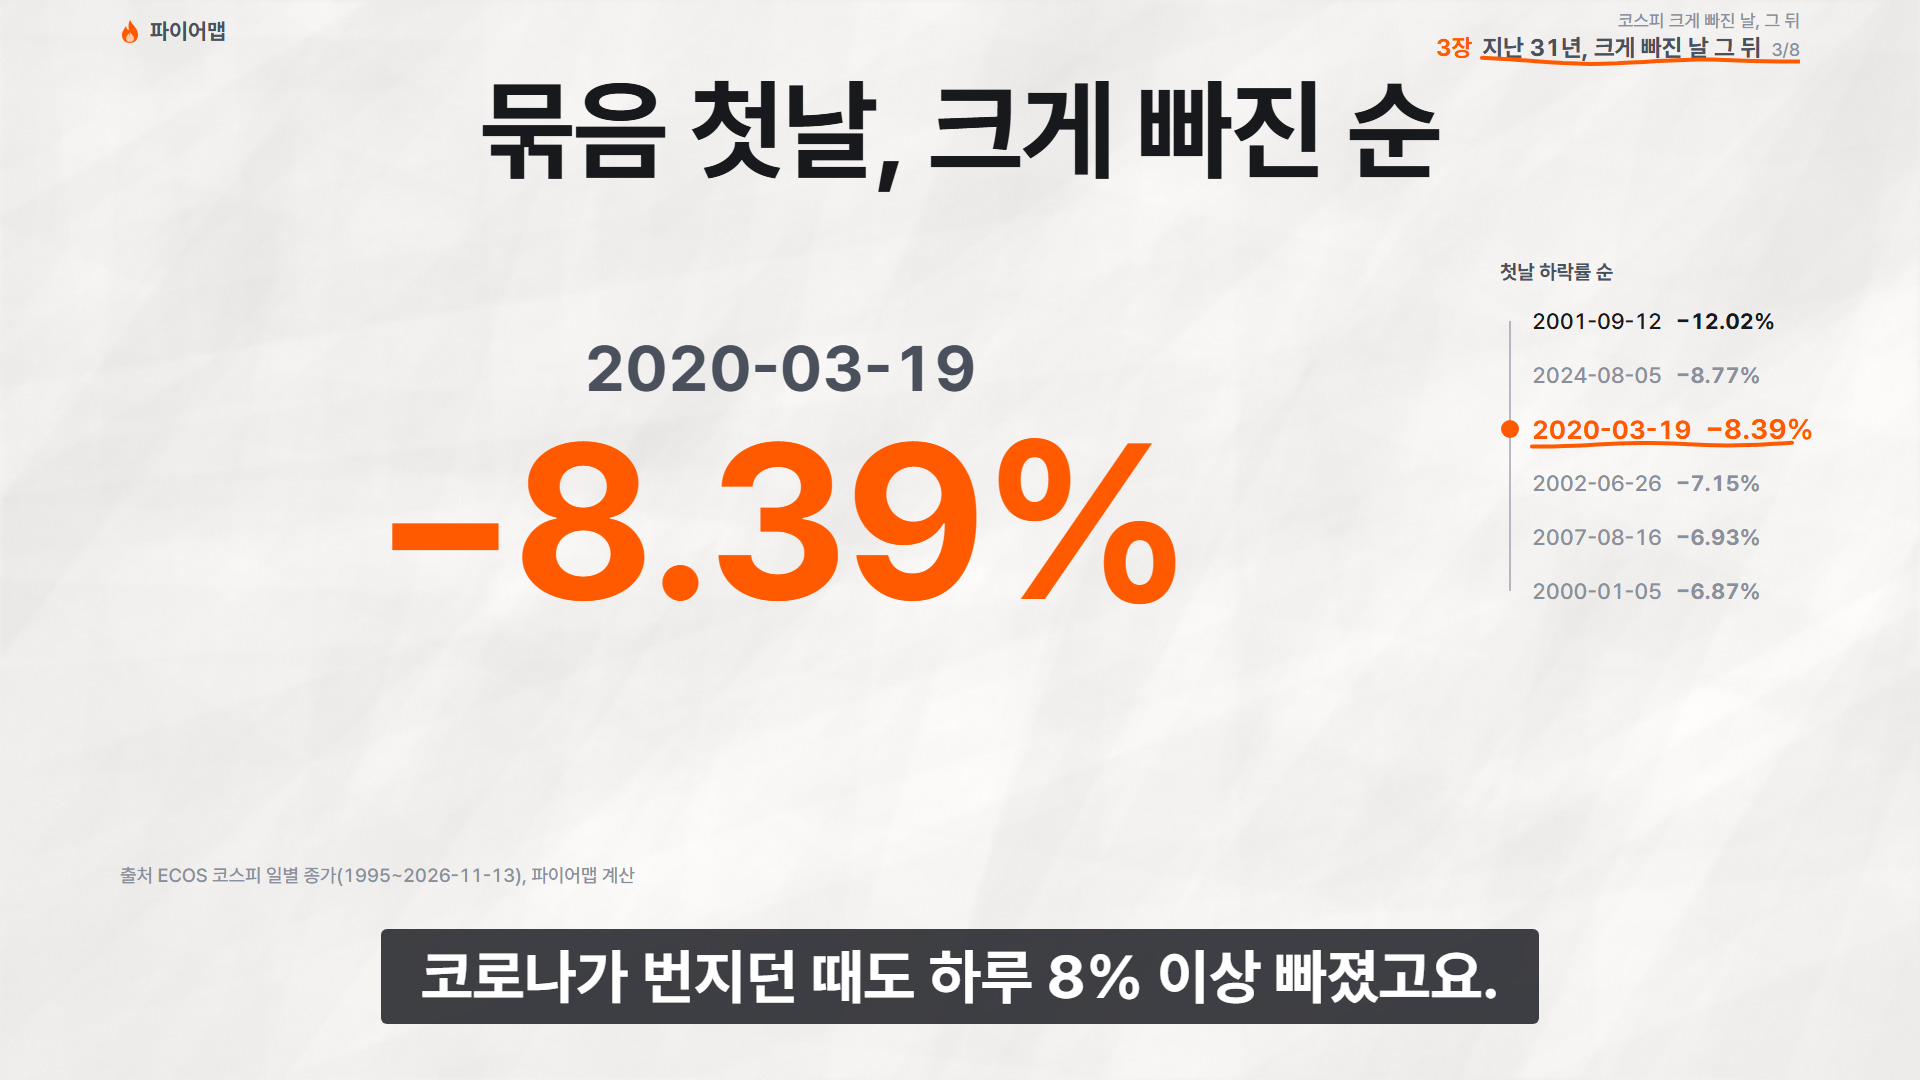 파이어맵
코스피 크게 빠진 날, 그 뒤
3장 지난 31년, 크게 빠진 날 그 뒤 3/8
묶음 첫날, 크게 빠진 순
2020-03-19
−8.39%
첫날 하락률 순
2001-09-12 −12.02%
2024-08-05 −8.77%
2020-03-19 −8.39%
2002-06-26 −7.15%
2007-08-16 −6.93%
2000-01-05 −6.87%
출처 ECOS 코스피 일별 종가(1995~2026-11-13), 파이어맵 계산
코로나가 번지던 때도 하루 8% 이상 빠졌고요.